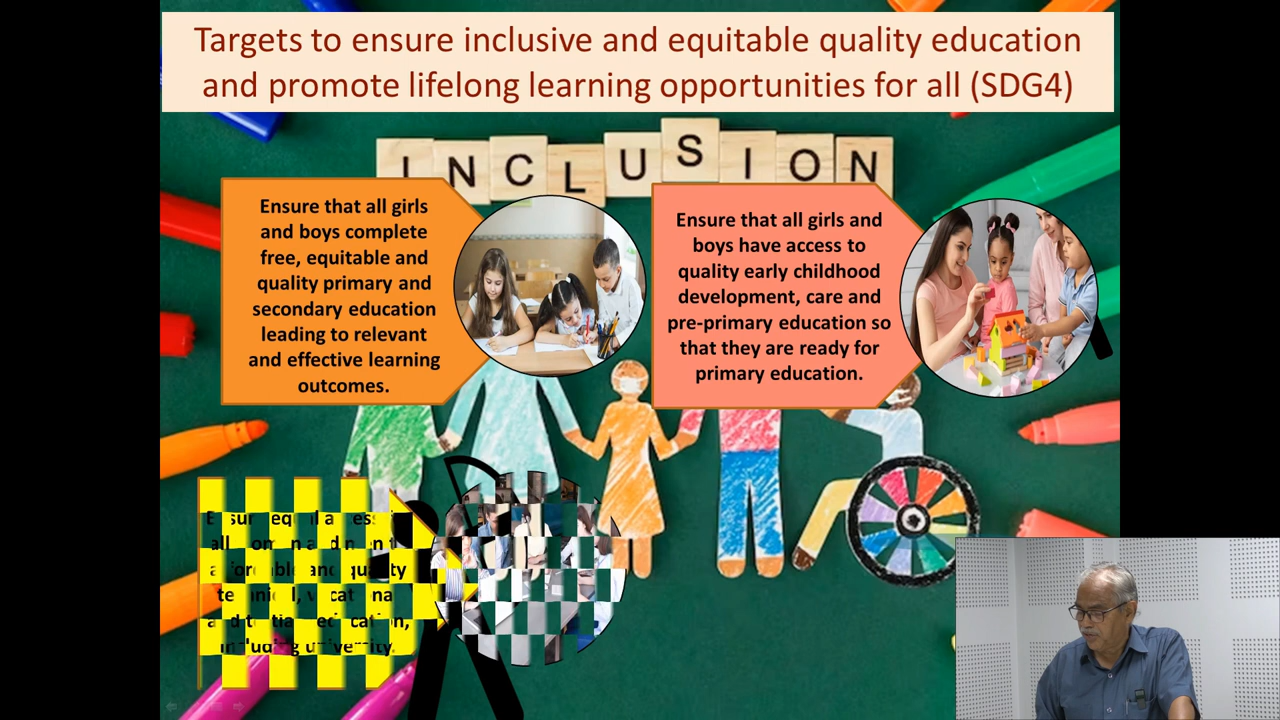 Targets to ensure inclusive and equitable quality education
and promote lifelong learning opportunities for all (SDG4)
INCLUSION
Ensure that all girls
and boys complete
free, equitable and
quality primary and
secondary education
leading to relevant
and effective learning
outcomes.
Ensure that all girls and
boys have access to
quality early childhood
development, care and
pre-primary education so
that they are ready for
primary education.